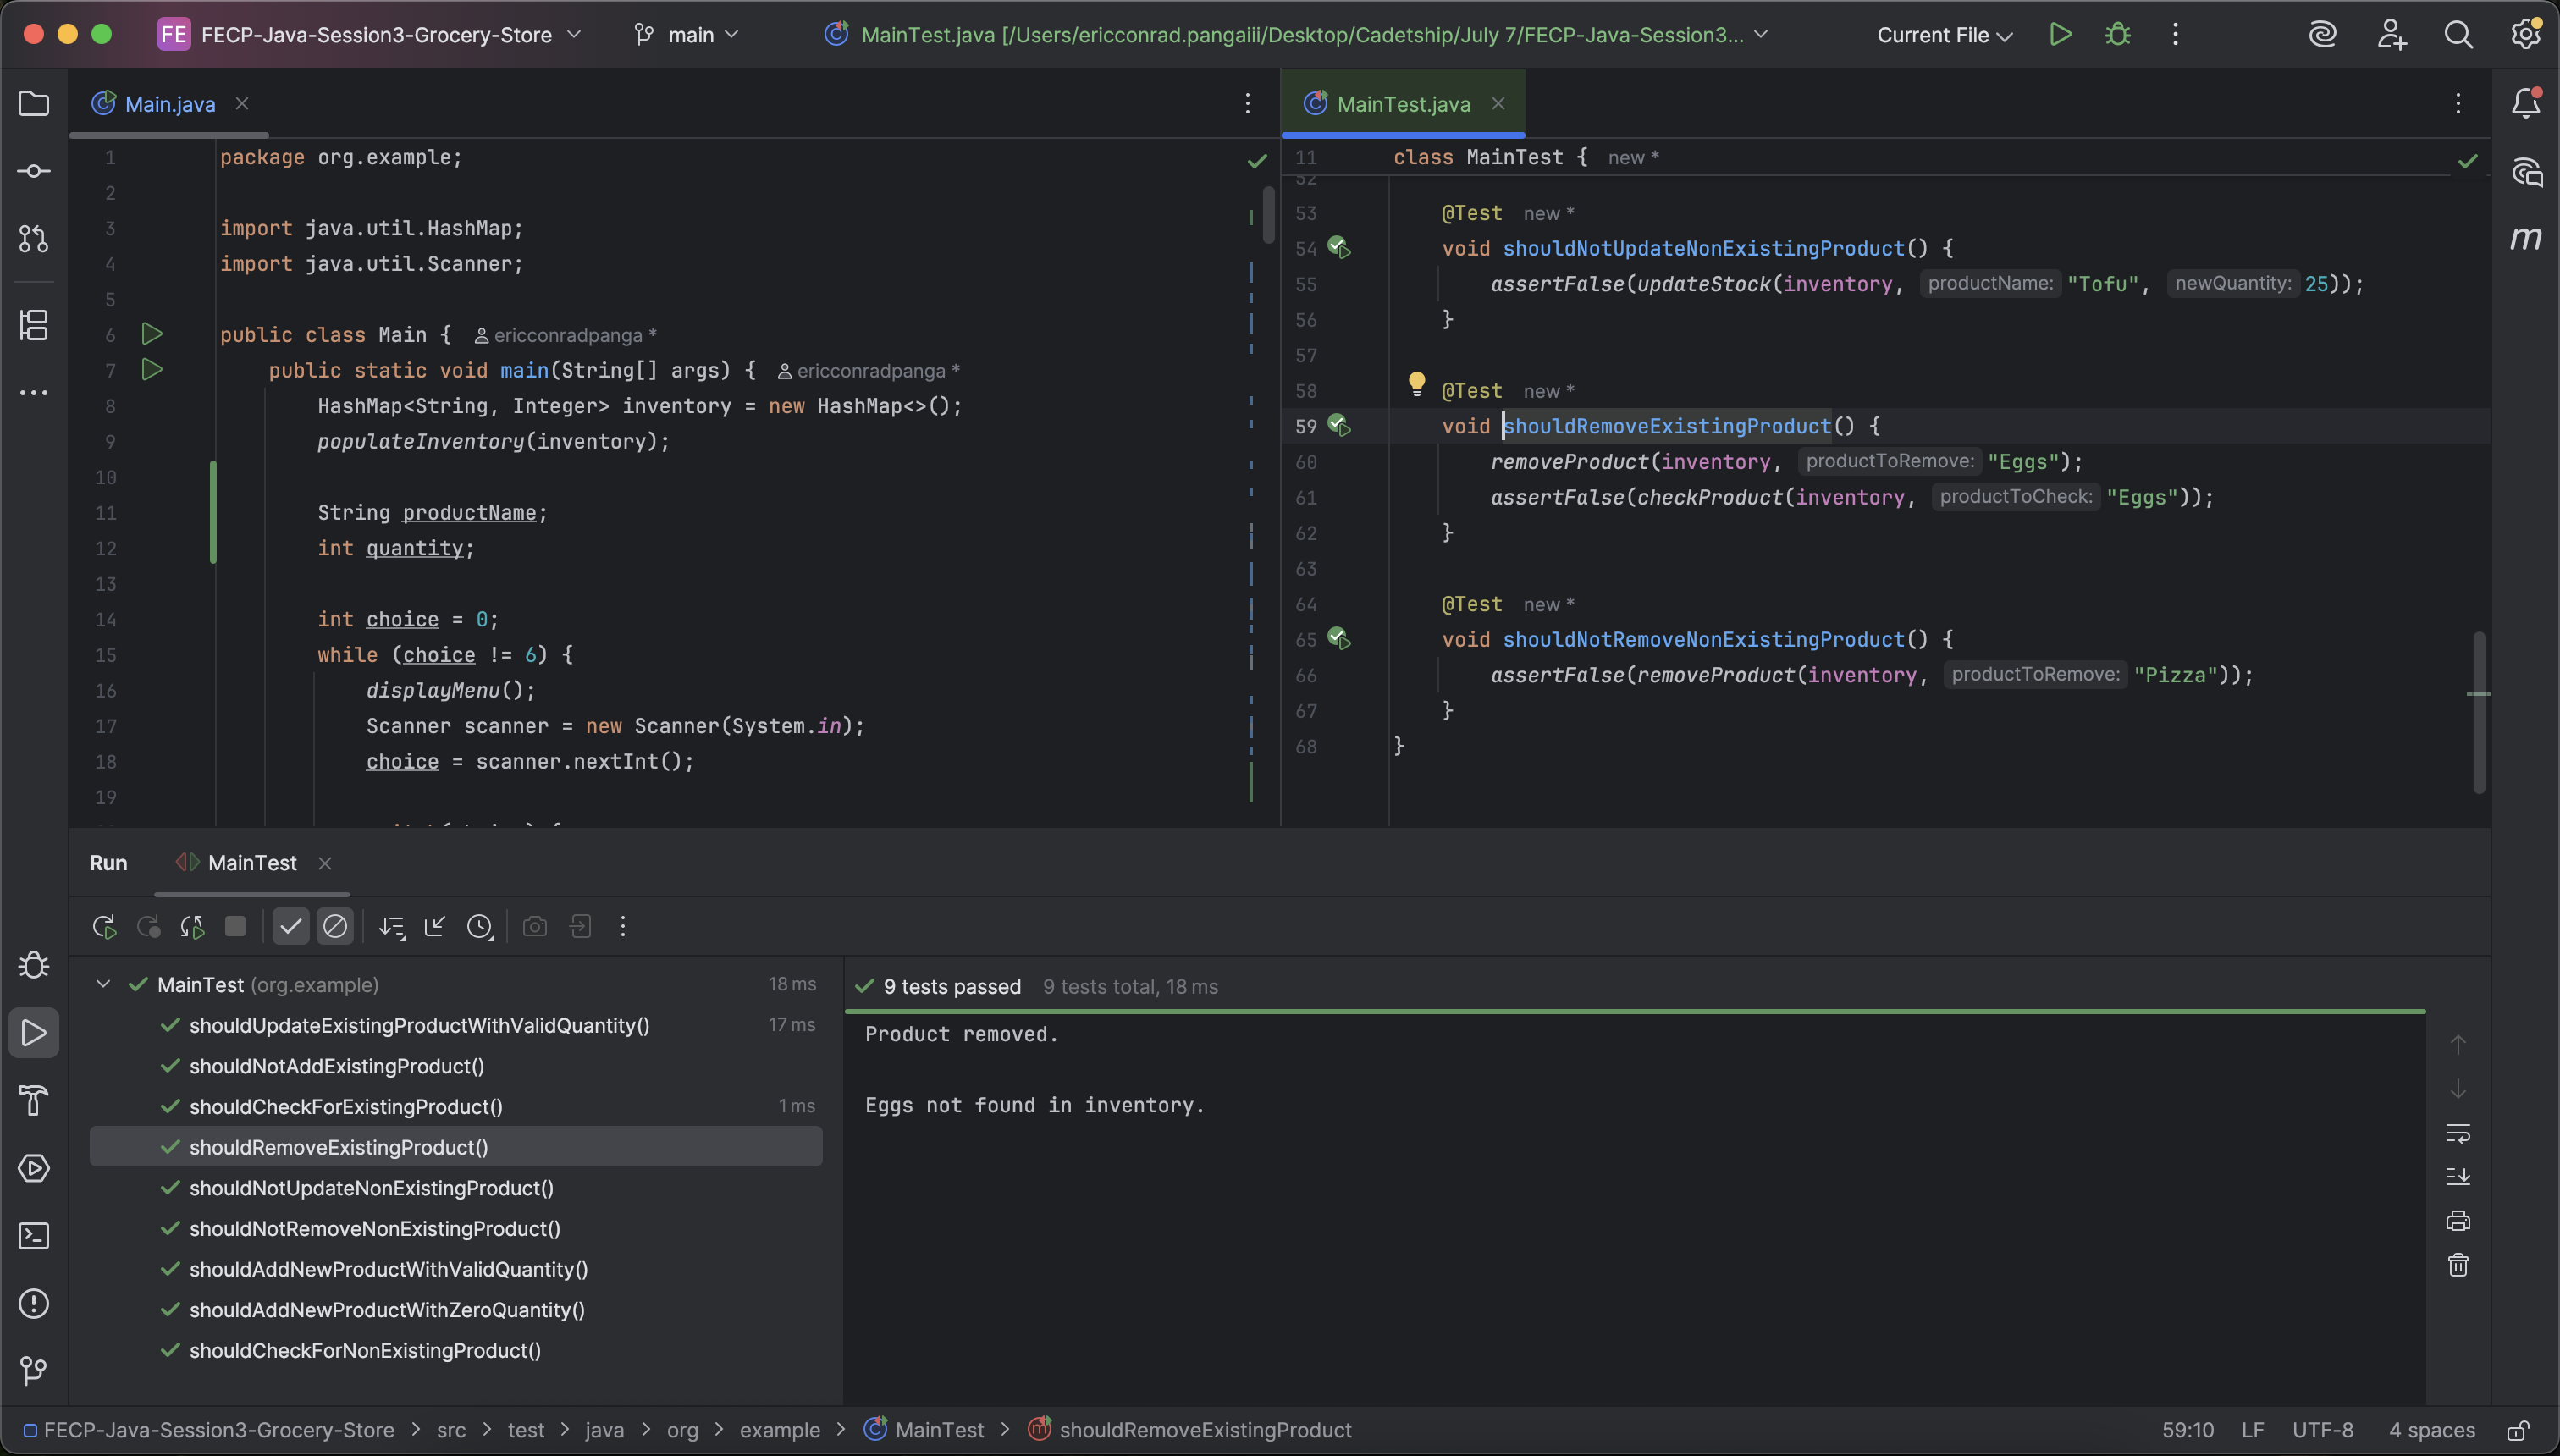 FE FECP-Java-Session3-Grocery-Store main MainTest.java [/Users/ericconrad.pangaiii/Desktop/Cadetship/July 7/FECP-Java-Session3... Current File
Main.java
1 package org.example;
2
3 import java.util.HashMap;
4 import java.util.Scanner;
5
6 public class Main { ericconradpanga *
7 public static void main(String[] args) { ericconradpanga *
8 HashMap<String, Integer> inventory = new HashMap<>();
9 populateInventory(inventory);
10
11 String productName;
12 int quantity;
13
14 int choice = 0;
15 while (choice != 6) {
16 displayMenu();
17 Scanner scanner = new Scanner(System.in);
18 choice = scanner.nextInt();
19
MainTest.java
11 class MainTest { new *
52
53 @Test new *
54 void shouldNotUpdateNonExistingProduct() {
55 assertFalse(updateStock(inventory, productName: "Tofu", newQuantity: 25));
56 }
57
58 @Test new *
59 void shouldRemoveExistingProduct() {
60 removeProduct(inventory, productToRemove: "Eggs");
61 assertFalse(checkProduct(inventory, productToCheck: "Eggs"));
62 }
63
64 @Test new *
65 void shouldNotRemoveNonExistingProduct() {
66 assertFalse(removeProduct(inventory, productToRemove: "Pizza"));
67 }
68 }
m
Run MainTest
MainTest (org.example) 18 ms
shouldUpdateExistingProductWithValidQuantity() 17 ms
shouldNotAddExistingProduct()
shouldCheckForExistingProduct() 1 ms
shouldRemoveExistingProduct()
shouldNotUpdateNonExistingProduct()
shouldNotRemoveNonExistingProduct()
shouldAddNewProductWithValidQuantity()
shouldAddNewProductWithZeroQuantity()
shouldCheckForNonExistingProduct()
9 tests passed 9 tests total, 18 ms
Product removed.
Eggs not found in inventory.
FECP-Java-Session3-Grocery-Store > src > test > java > org > example > MainTest > shouldRemoveExistingProduct 59:10 LF UTF-8 4 spaces